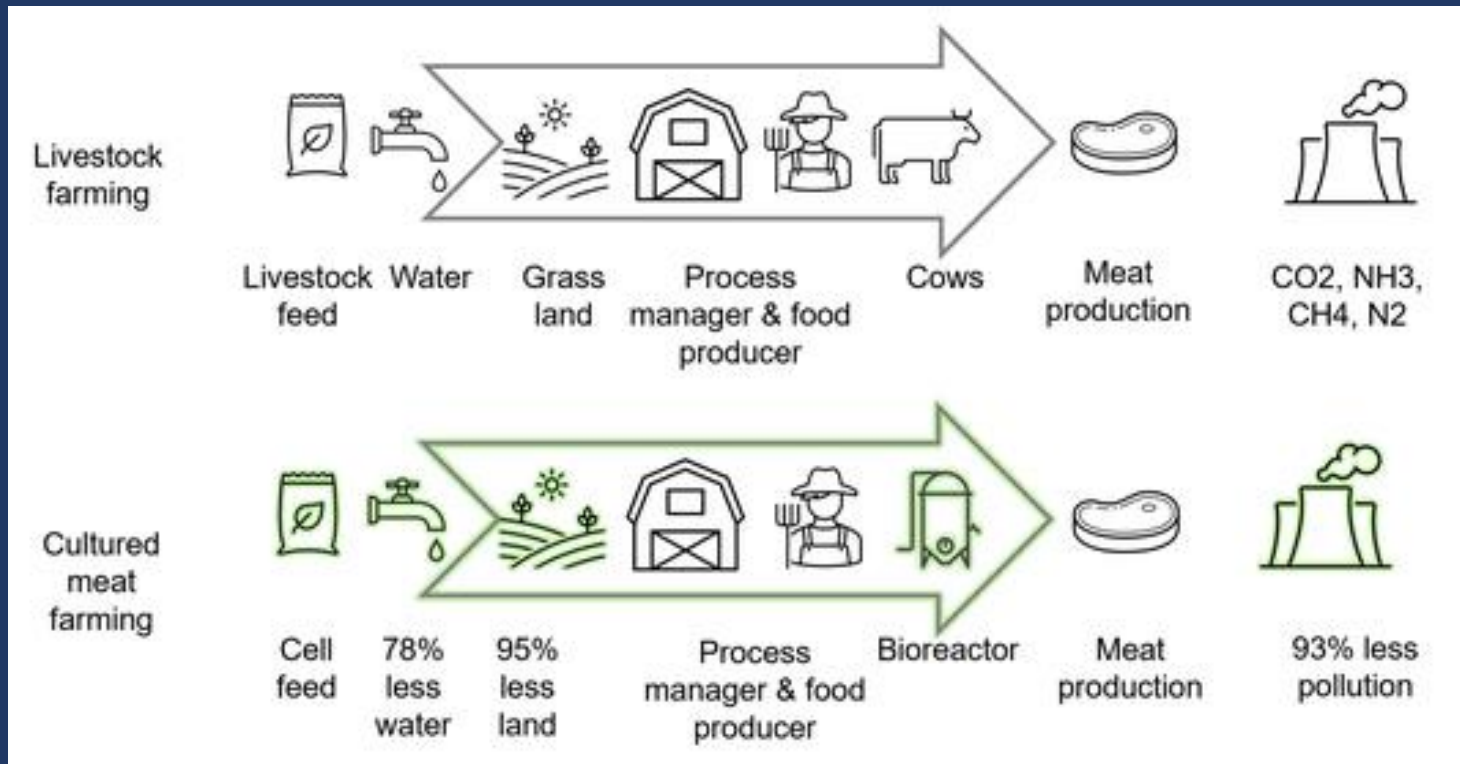 Livestock
farming
Livestock
feed
Water
Grass
land
Process
manager & food
producer
Cows
Meat
production
CO2, NH3,
CH4, N2
Cultured
meat
farming
Cell
feed
78%
less
water
95%
less
land
Process
manager & food
producer
Bioreactor
Meat
production
93% less
pollution